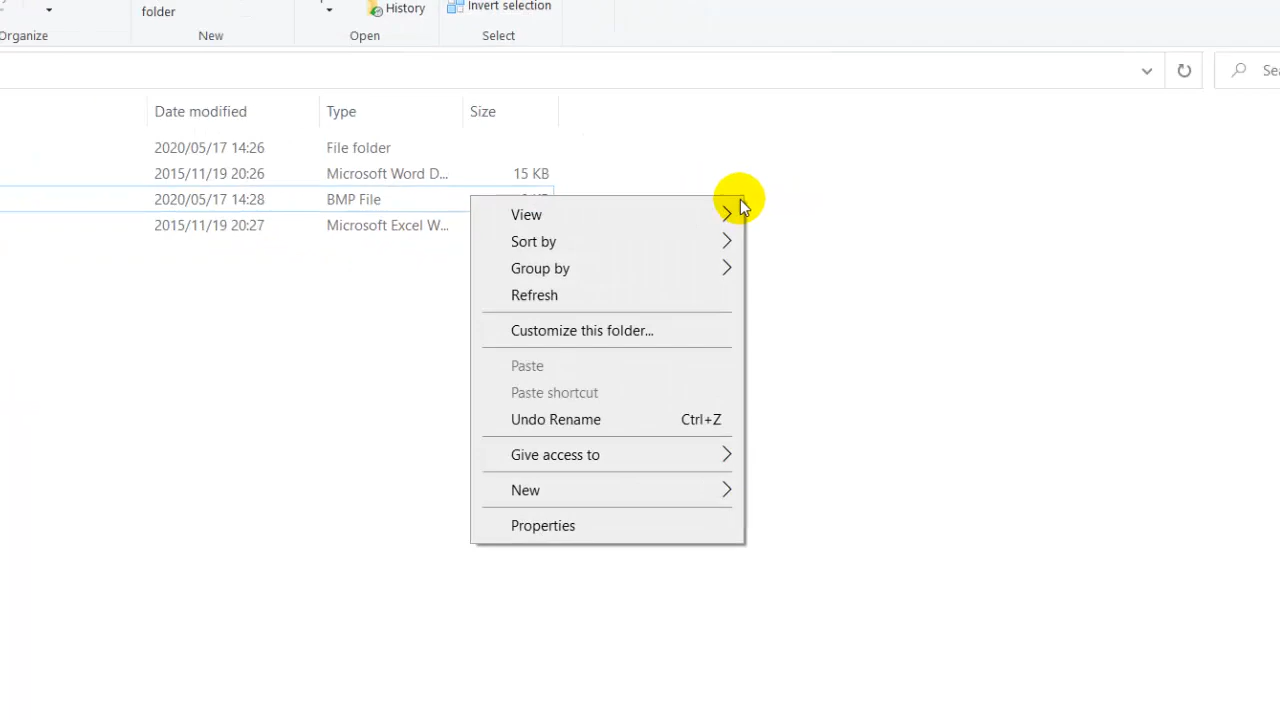 folder
History
Invert selection
Organize
New
Open
Select
Sea
Date modified
Type
Size
2020/05/17 14:26
File folder
2015/11/19 20:26
Microsoft Word D...
15 KB
2020/05/17 14:28
BMP File
2015/11/19 20:27
Microsoft Excel W...
View
Sort by
Group by
Refresh
Customize this folder...
Paste
Paste shortcut
Undo Rename
Ctrl+Z
Give access to
New
Properties